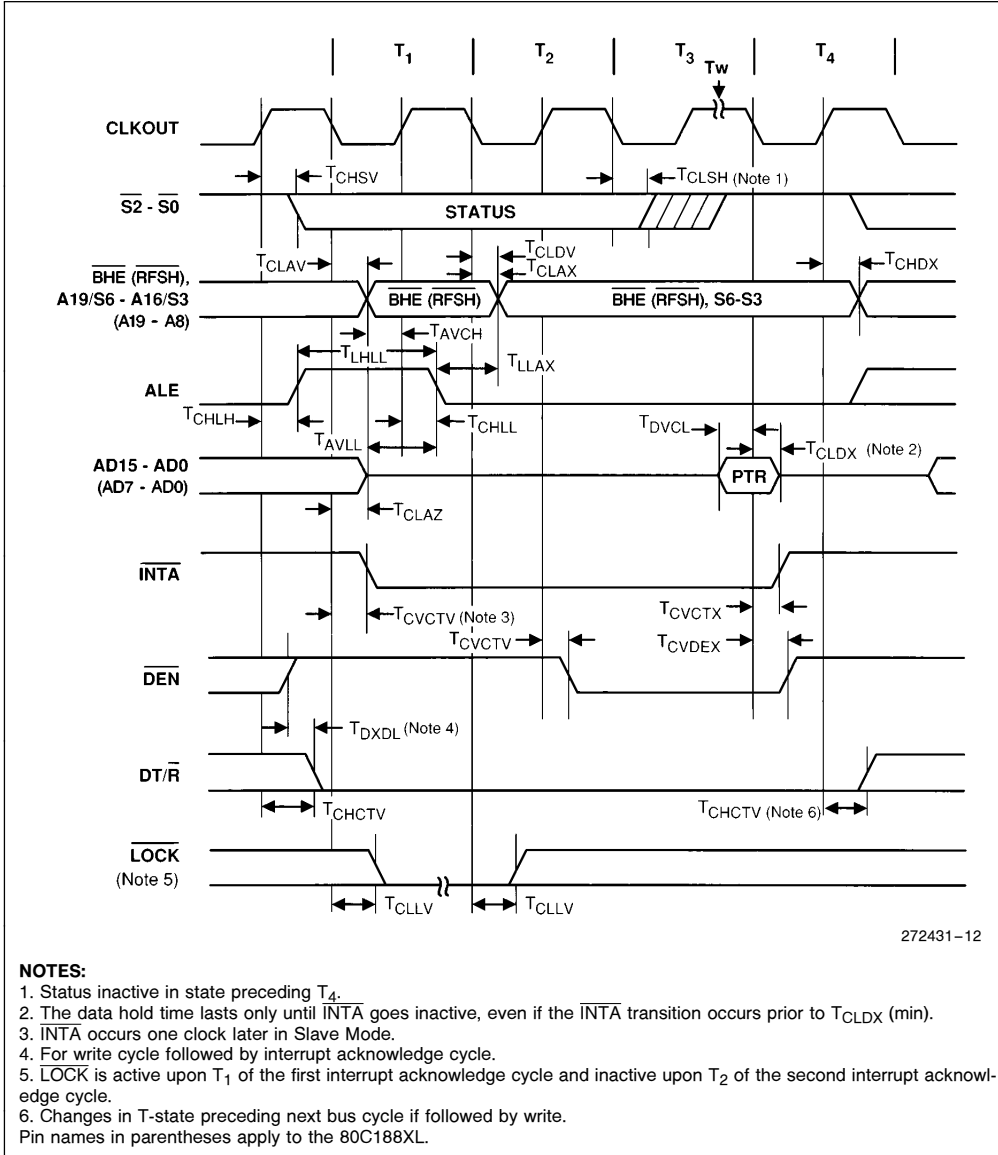 T1 T2 T3 T4
TW
CLKOUT
TCHSV
TCLSH (Note 1)
S2 - S0
STATUS
TCLDV
TCLAV
TCLAX
TCHDX
BHE (RFSH),
A19/S6 - A16/S3
(A19 - A8)
BHE (RFSH)
BHE (RFSH), S6-S3
TAVCH
TLHLL
TLLAX
ALE
TCHLH
TCHLL
TAVLL
TDVCL
TCLDX (Note 2)
AD15 - AD0
(AD7 - AD0)
PTR
TCLAZ
INTA
TCVCTV (Note 3)
TCVCTX
TCVCTV
TCVDEX
DEN
TDXDL (Note 4)
DT/R
TCHCTV
TCHCTV (Note 6)
LOCK
(Note 5)
TCLLV
TCLLV
272431–12
NOTES:
1. Status inactive in state preceding T4.
2. The data hold time lasts only until INTA goes inactive, even if the INTA transition occurs prior to TCLDX (min).
3. INTA occurs one clock later in Slave Mode.
4. For write cycle followed by interrupt acknowledge cycle.
5. LOCK is active upon T1 of the first interrupt acknowledge cycle and inactive upon T2 of the second interrupt acknowl-
edge cycle.
6. Changes in T-state preceding next bus cycle if followed by write.
Pin names in parentheses apply to the 80C188XL.